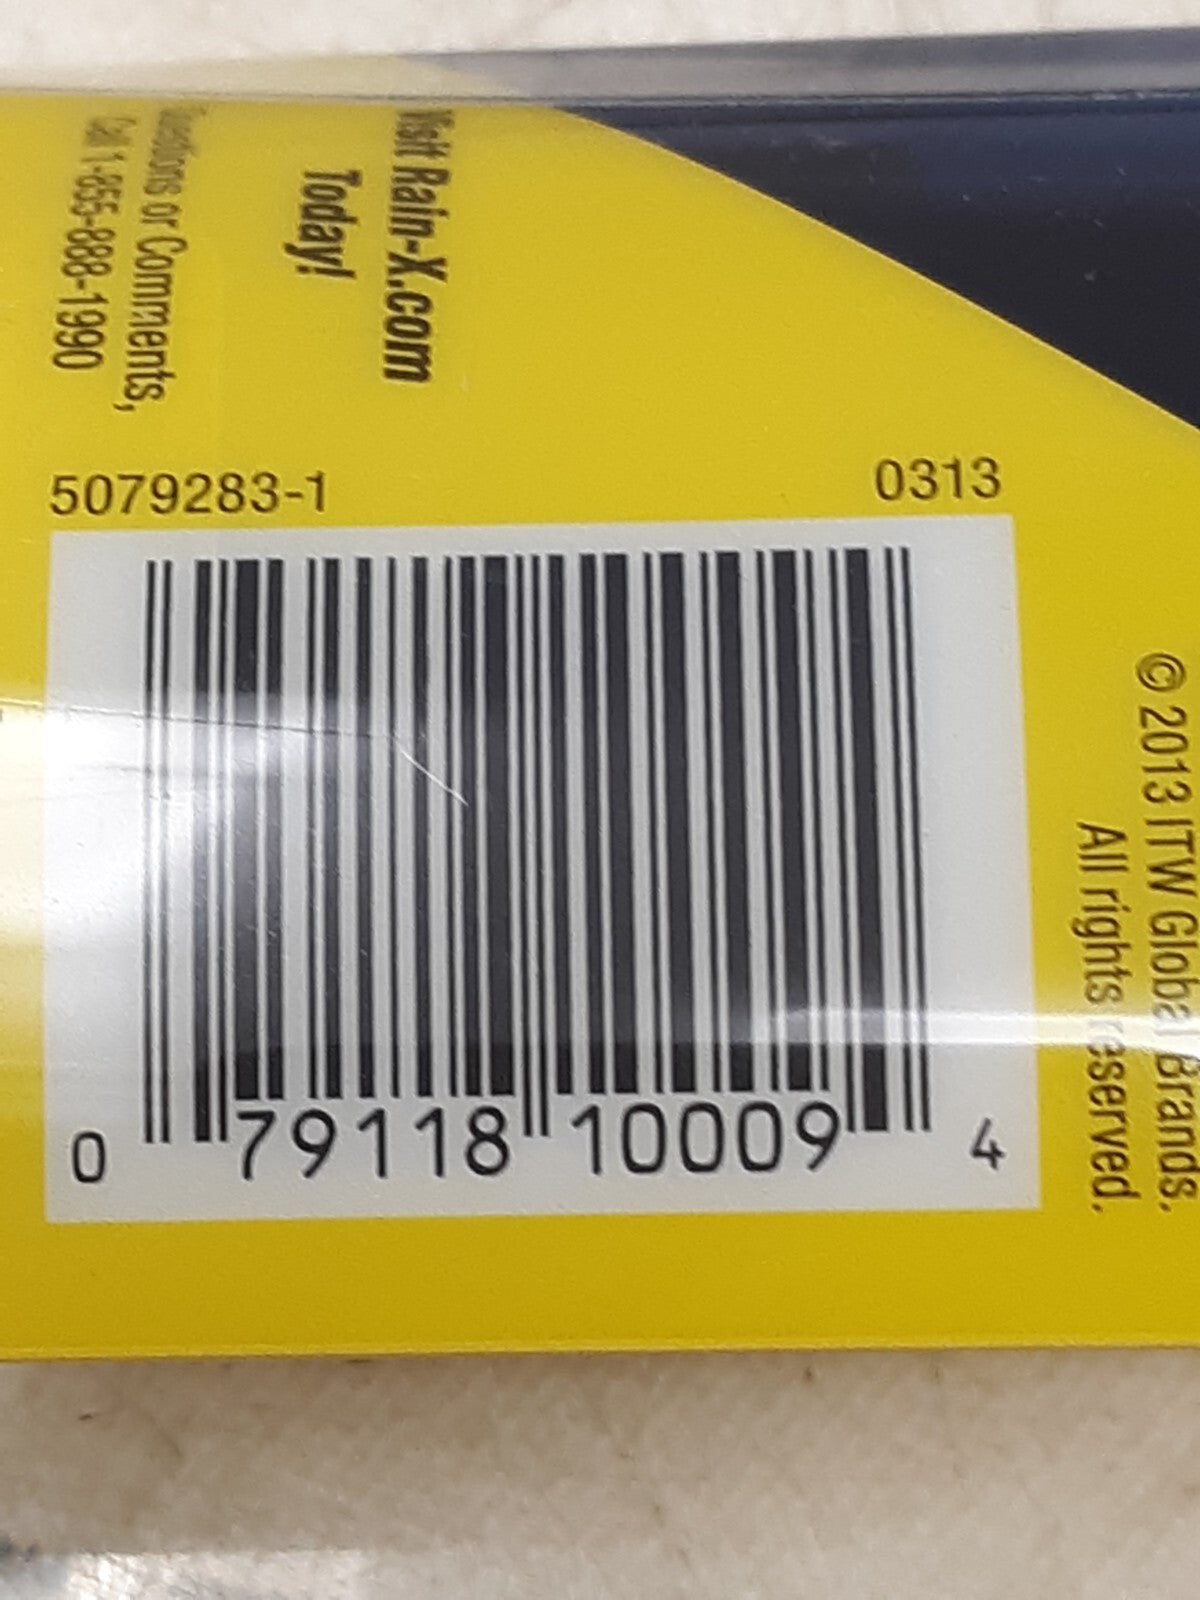 Visit Rain-X.com
Today!
Questions or Comments,
Call 1-855-888-1990
5079283-1
0313
0 79118 10009 4
© 2013 ITW Global Brands.
All rights reserved.